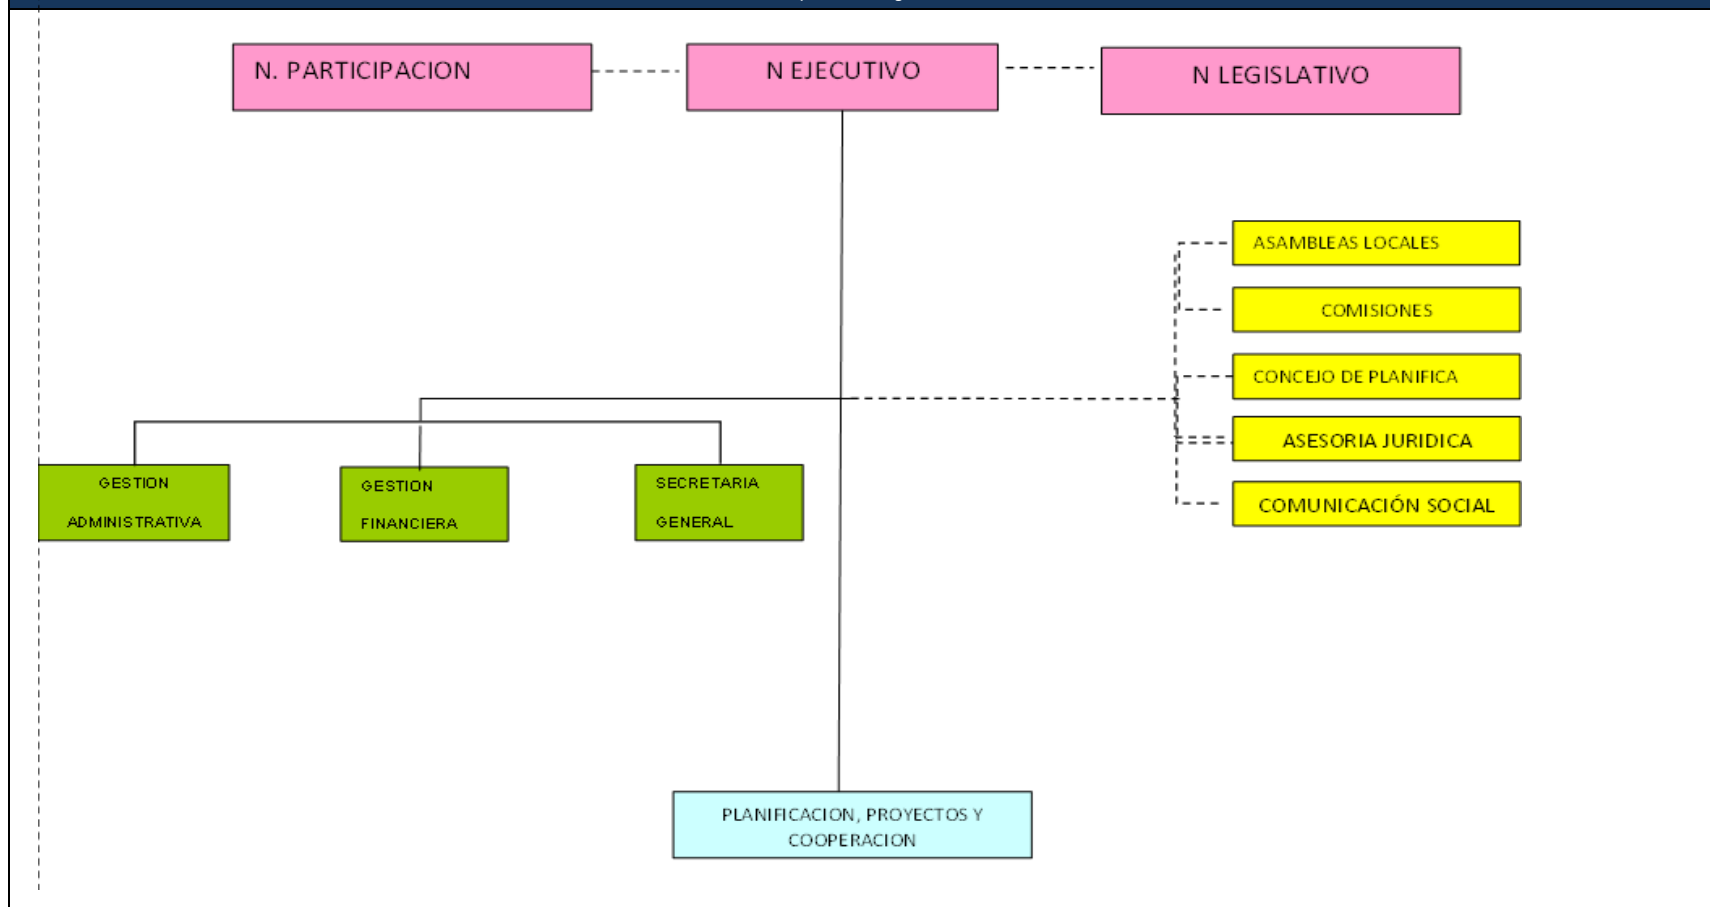 N. PARTICIPACION
N EJECUTIVO
N LEGISLATIVO
ASAMBLEAS LOCALES
COMISIONES
CONCEJO DE PLANIFICA
ASESORIA JURIDICA
COMUNICACIÓN SOCIAL
GESTION
ADMINISTRATIVA
GESTION
FINANCIERA
SECRETARIA
GENERAL
PLANIFICACION, PROYECTOS Y
COOPERACION